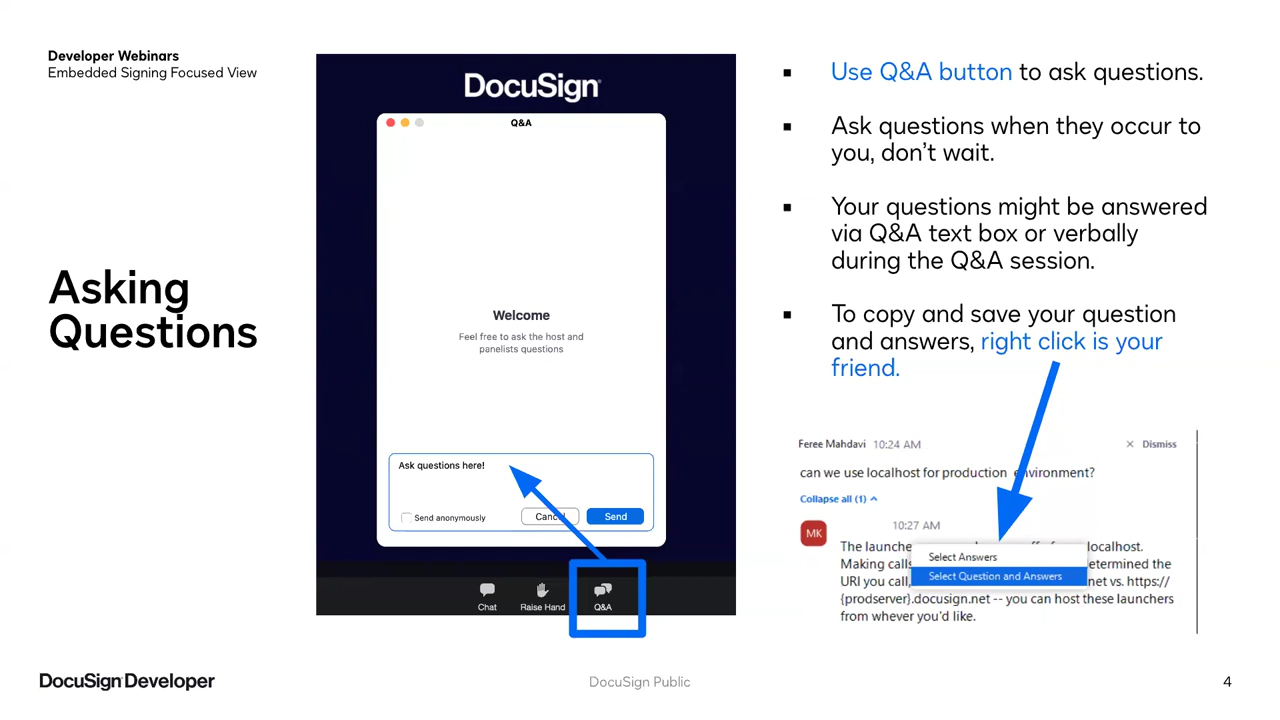 Developer Webinars
Embedded Signing Focused View
Asking
Questions
DocuSign
Q&A
Welcome
Feel free to ask the host and
panelists questions
Ask questions here!
Send anonymously
Send
Chat
Raise Hand
Q&A
▪ Use Q&A button to ask questions.
▪ Ask questions when they occur to
you, don’t wait.
▪ Your questions might be answered
via Q&A text box or verbally
during the Q&A session.
▪ To copy and save your question
and answers, right click is your
friend.
Feree Mahdavi 10:24 AM
× Dismiss
can we use localhost for production environment?
Collapse all (1)
MK
10:27 AM
The localhost.
Making determined the
URI you call, net vs. https://
{prodserver}.docusign.net -- you can host these launchers
from whever you'd like.
Select Answers
Select Question and Answers
DocuSign Developer
DocuSign Public
4